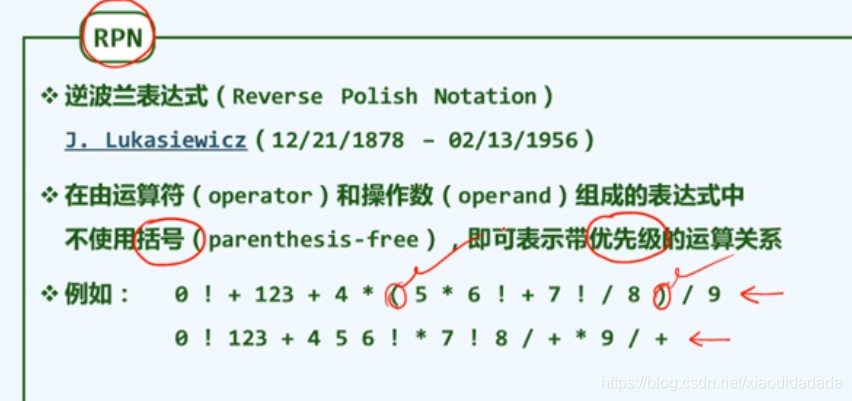 RPN
❖ 逆波兰表达式 ( Reverse Polish Notation )
J. Lukasiewicz ( 12/21/1878 – 02/13/1956 )
❖ 在由运算符 ( operator ) 和操作数 ( operand ) 组成的表达式中
不使用括号 ( parenthesis-free ) ，即可表示带优先级的运算关系
❖ 例如： 0 ! + 123 + 4 * ( 5 * 6 ! + 7 ! / 8 ) / 9
0 ! 123 + 4 5 6 ! * 7 ! 8 / + * 9 / +
https://blog.csdn.net/xiaodidadada